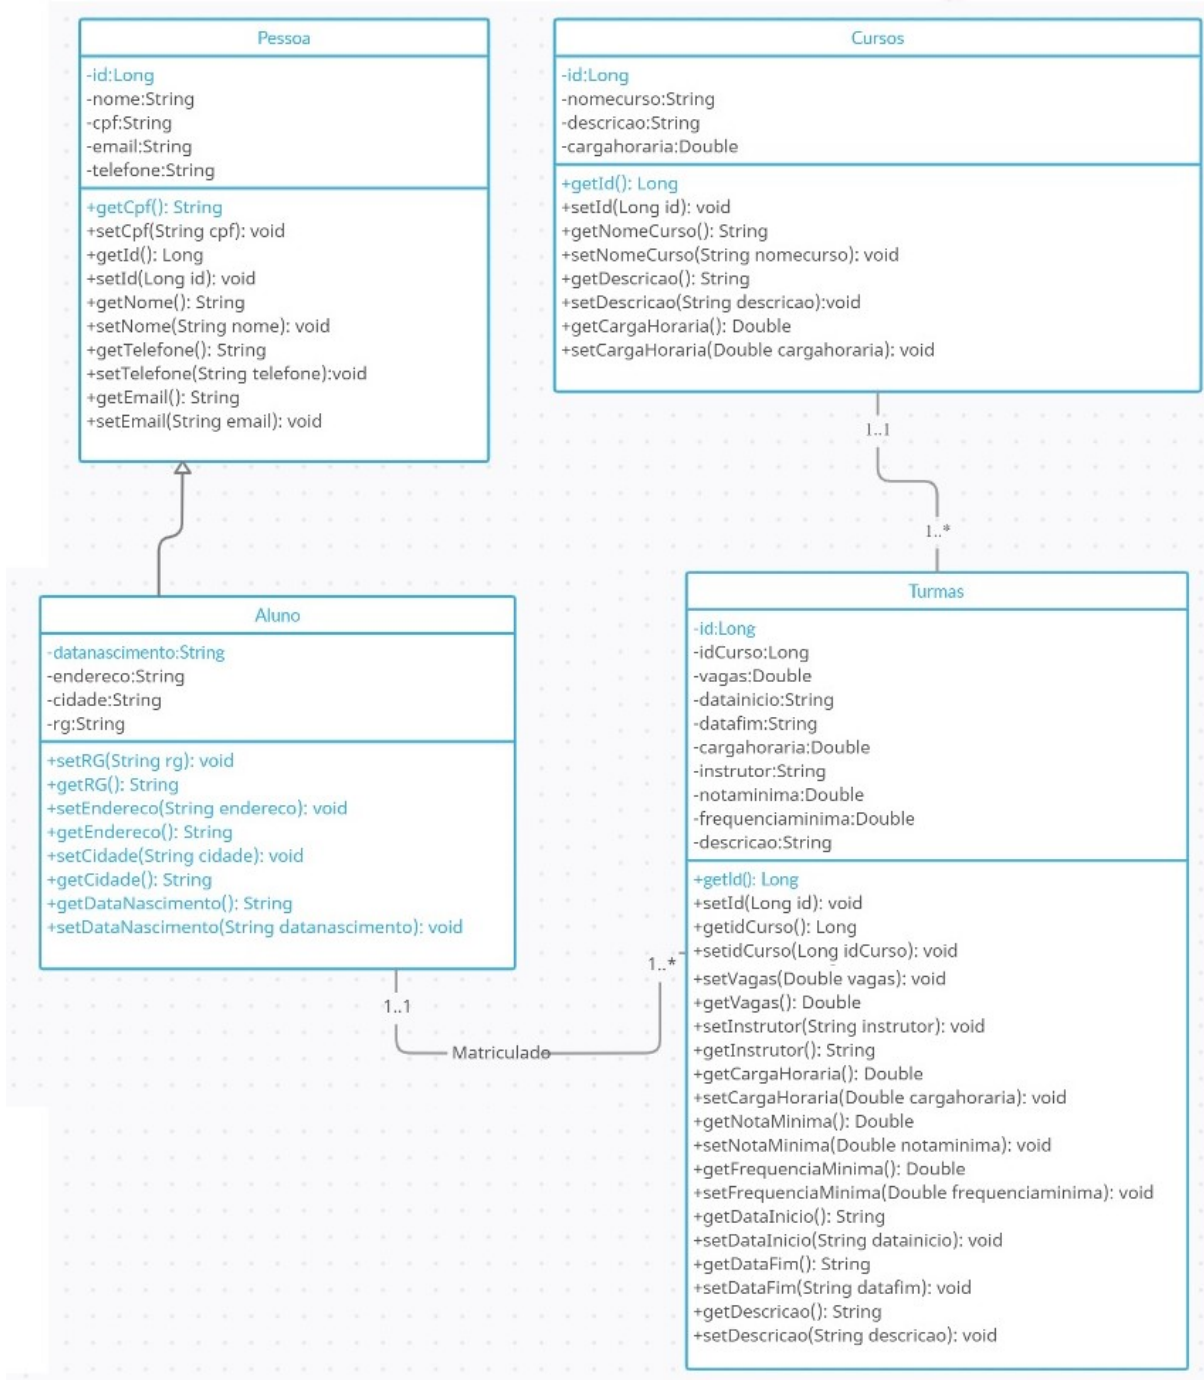 Pessoa
-id:Long
-nome:String
-cpf:String
-email:String
-telefone:String
+getCpf(): String
+setCpf(String cpf): void
+getId(): Long
+setId(Long id): void
+getNome(): String
+setNome(String nome): void
+getTelefone(): String
+setTelefone(String telefone):void
+getEmail(): String
+setEmail(String email): void
Cursos
-id:Long
-nomecurso:String
-descricao:String
-cargahoraria:Double
+getId(): Long
+setId(Long id): void
+getNomeCurso(): String
+setNomeCurso(String nomecurso): void
+getDescricao(): String
+setDescricao(String descricao):void
+getCargaHoraria(): Double
+setCargaHoraria(Double cargahoraria): void
1..1
1..*
Aluno
-datanascimento:String
-endereco:String
-cidade:String
-rg:String
+setRG(String rg): void
+getRG(): String
+setEndereco(String endereco): void
+getEndereco(): String
+setCidade(String cidade): void
+getCidade(): String
+getDataNascimento(): String
+setDataNascimento(String datanascimento): void
1..1
Matriculado
1..*
Turmas
-id:Long
-idCurso:Long
-vagas:Double
-datainicio:String
-datafim:String
-cargahoraria:Double
-instrutor:String
-notaminima:Double
-frequenciaminima:Double
-descricao:String
+getId(): Long
+setId(Long id): void
+getidCurso(): Long
+setidCurso(Long idCurso): void
+setVagas(Double vagas): void
+getVagas(): Double
+setInstrutor(String instrutor): void
+getInstrutor(): String
+getCargaHoraria(): Double
+setCargaHoraria(Double cargahoraria): void
+getNotaMinima(): Double
+setNotaMinima(Double notaminima): void
+getFrequenciaMinima(): Double
+setFrequenciaMinima(Double frequenciaminima): void
+getDataInicio(): String
+setDataInicio(String datainicio): void
+getDataFim(): String
+setDataFim(String datafim): void
+getDescricao(): String
+setDescricao(String descricao): void